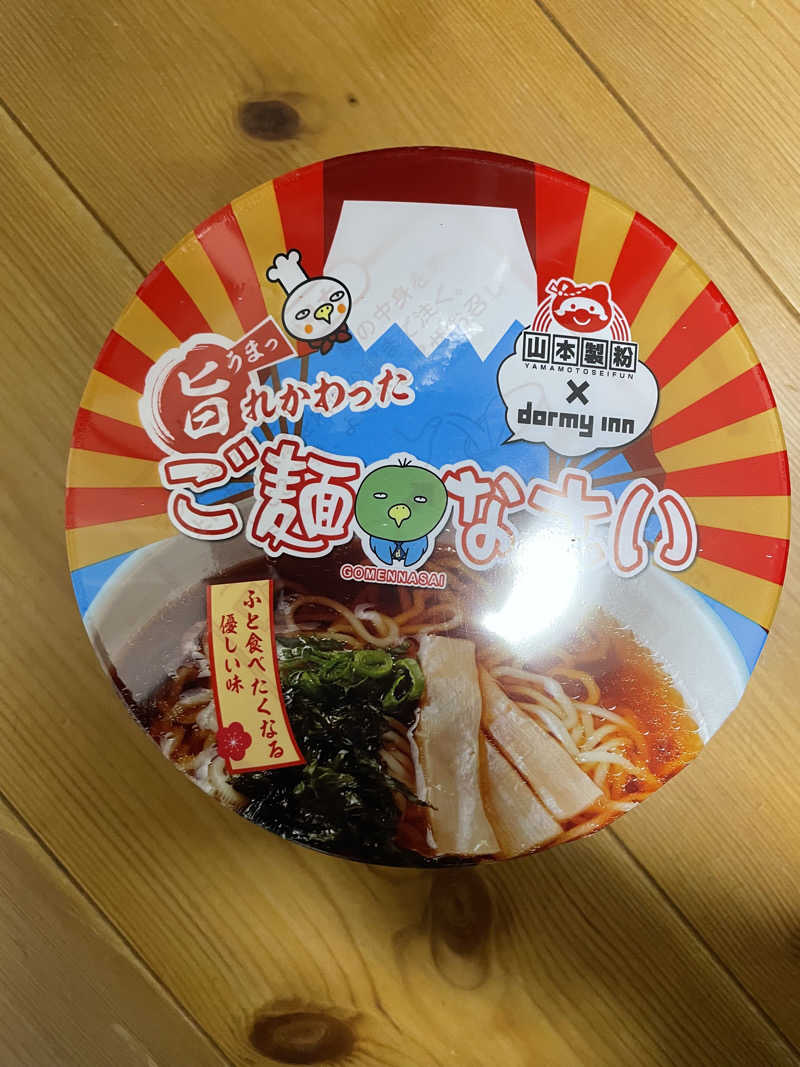 山本製粉
YAMAMOTOSEIFUN
×
dormy inn
うまっ
旨れかわった
ご麺なさい
GOMENNASAI
ふと食べたくなる
優しい味